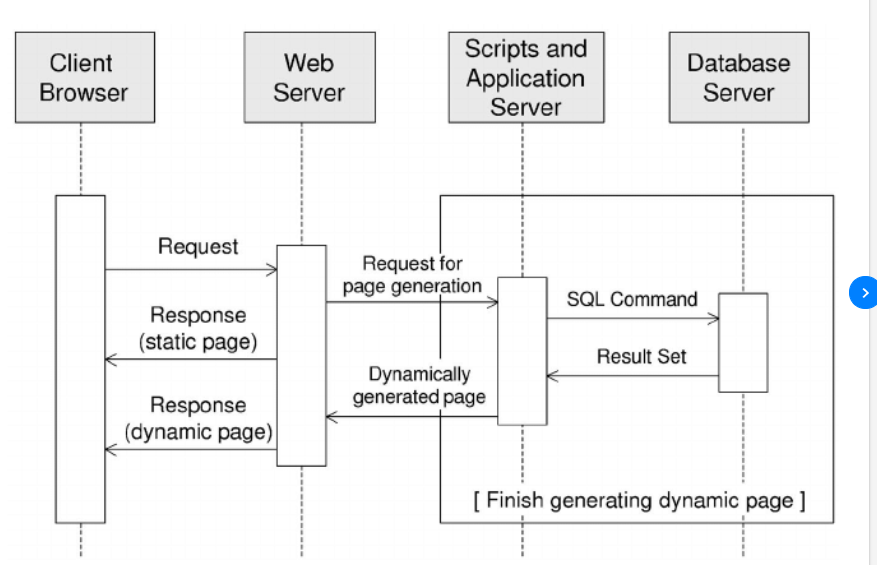 Client
Browser
Web
Server
Scripts and
Application
Server
Database
Server
Request
Request for
page generation
SQL Command
Response
(static page)
Result Set
Dynamically
generated page
Response
(dynamic page)
[ Finish generating dynamic page ]